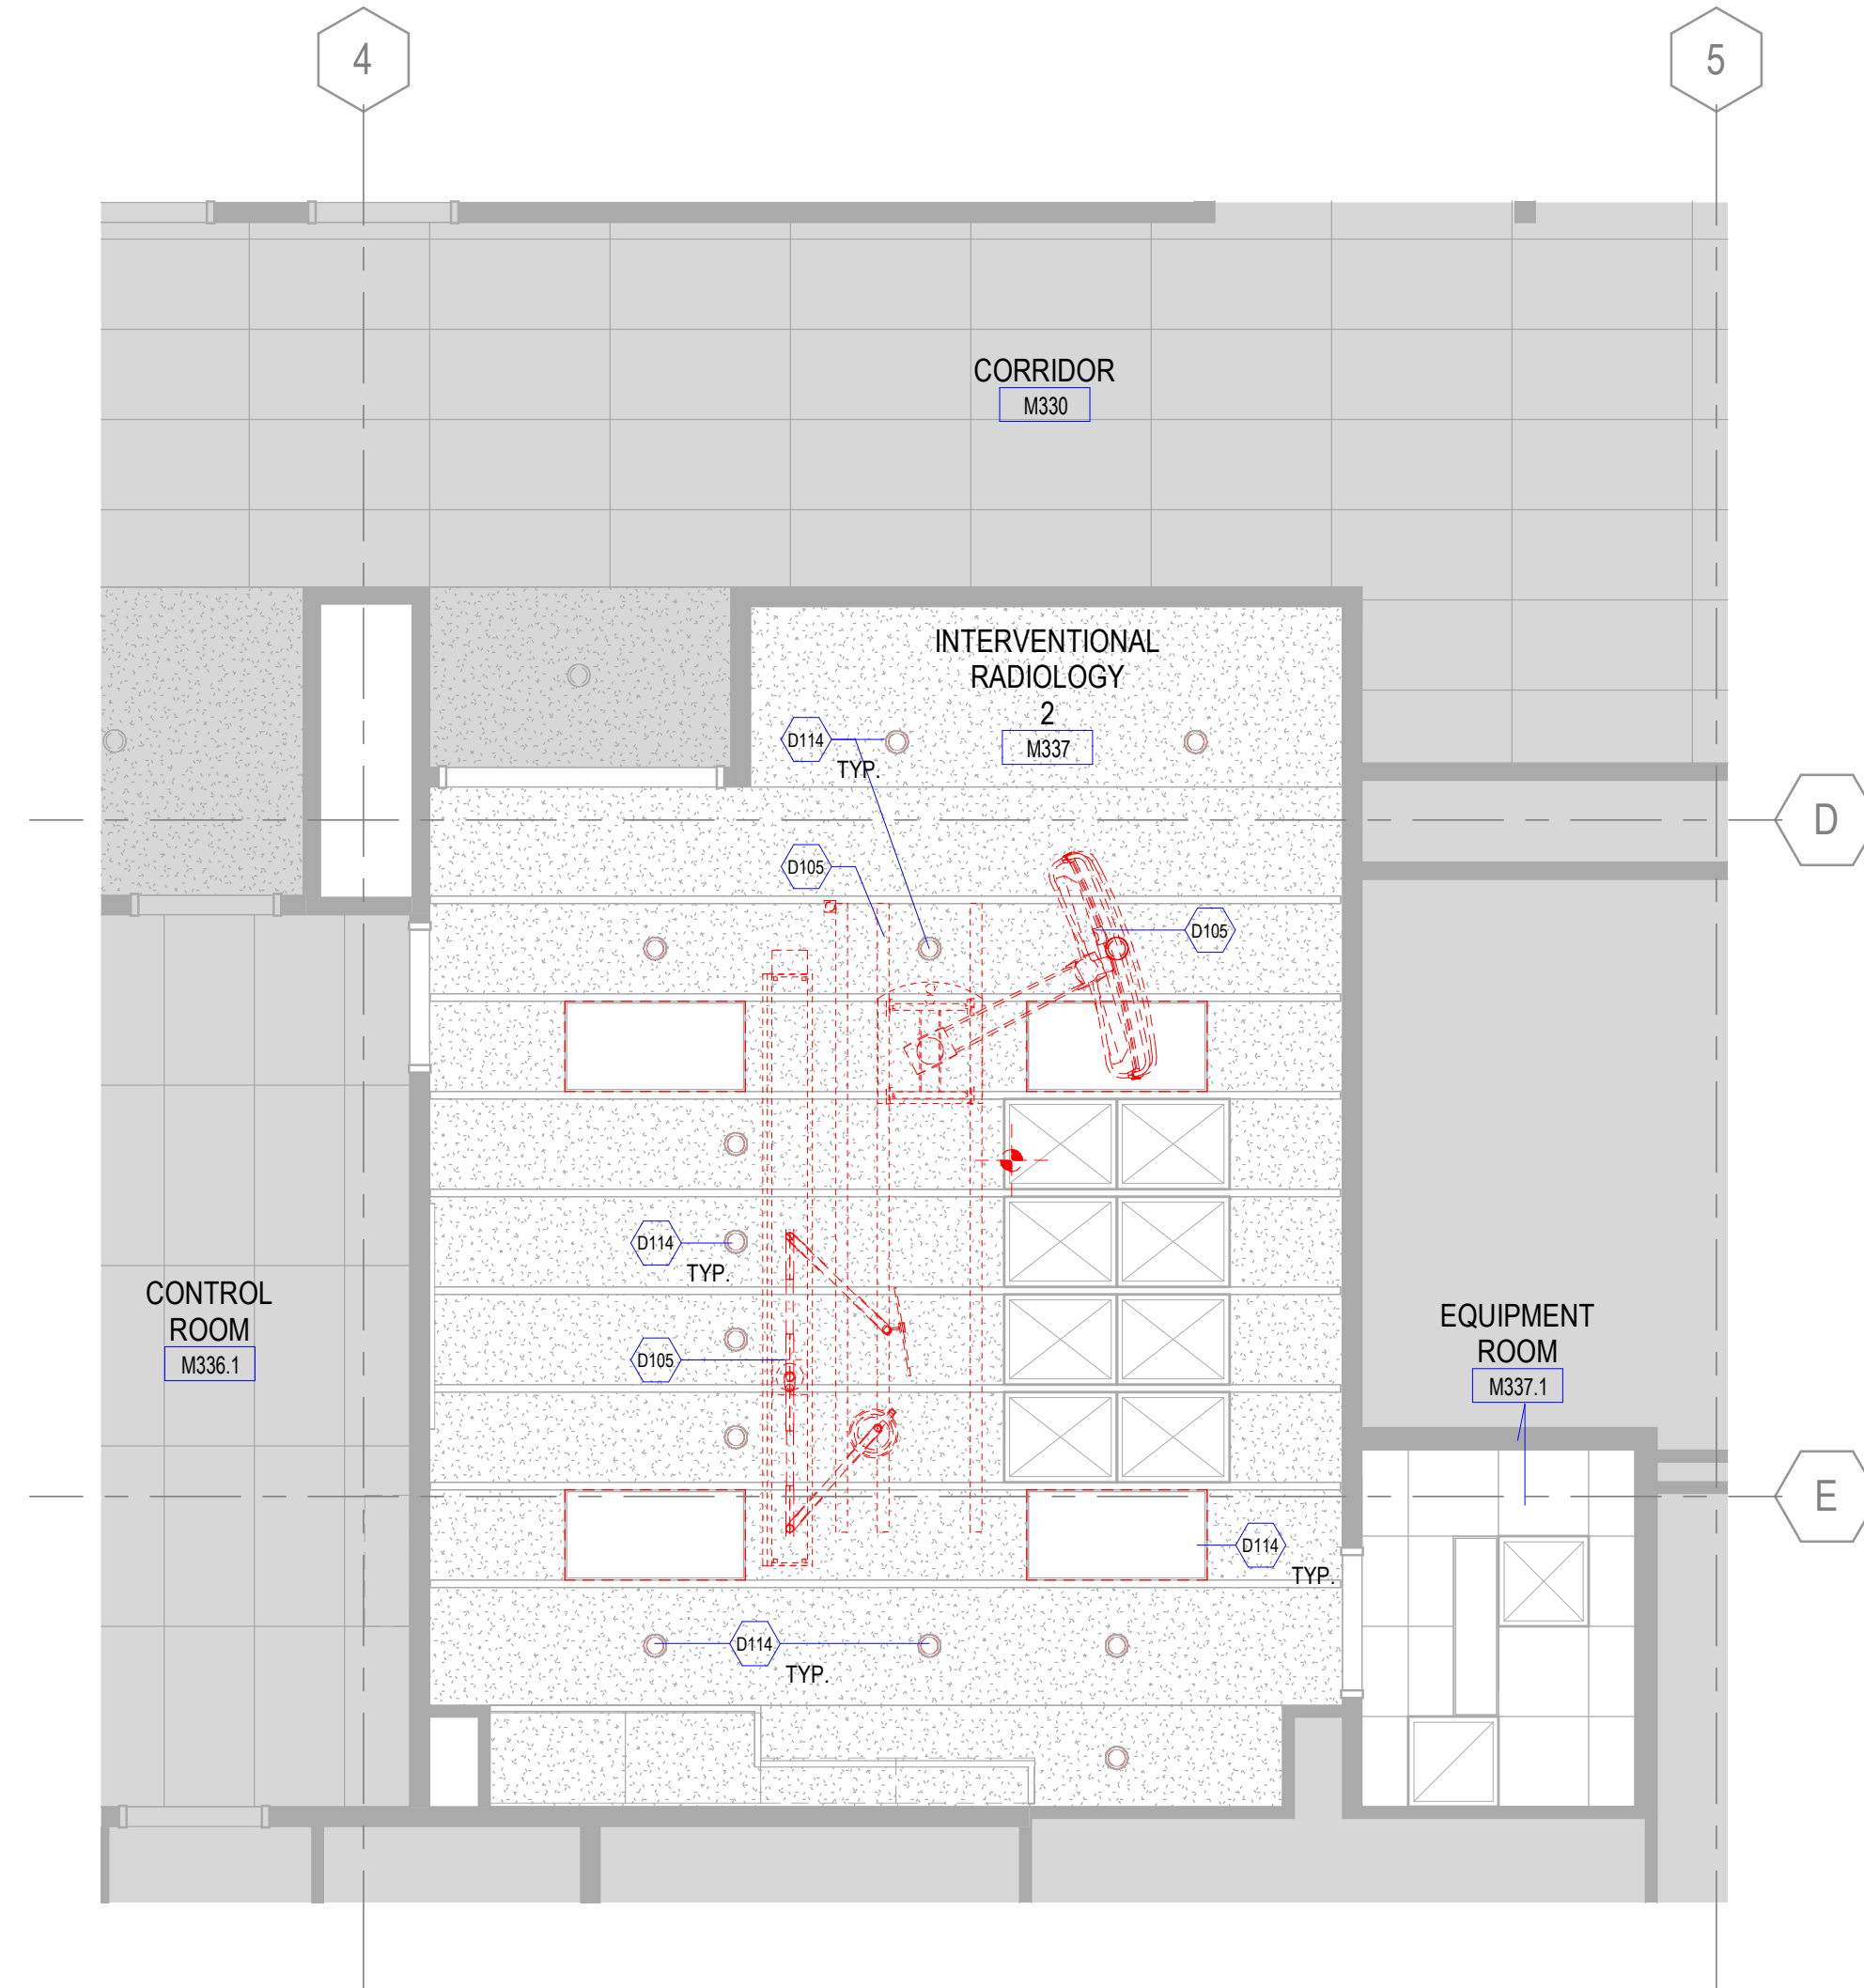 4
5
CORRIDOR
M330
INTERVENTIONAL
RADIOLOGY
2
M337
D114
TYP.
D
D105
D105
D114
TYP.
CONTROL
ROOM
M336.1
D105
EQUIPMENT
ROOM
M337.1
E
D114
TYP.
D114
TYP.